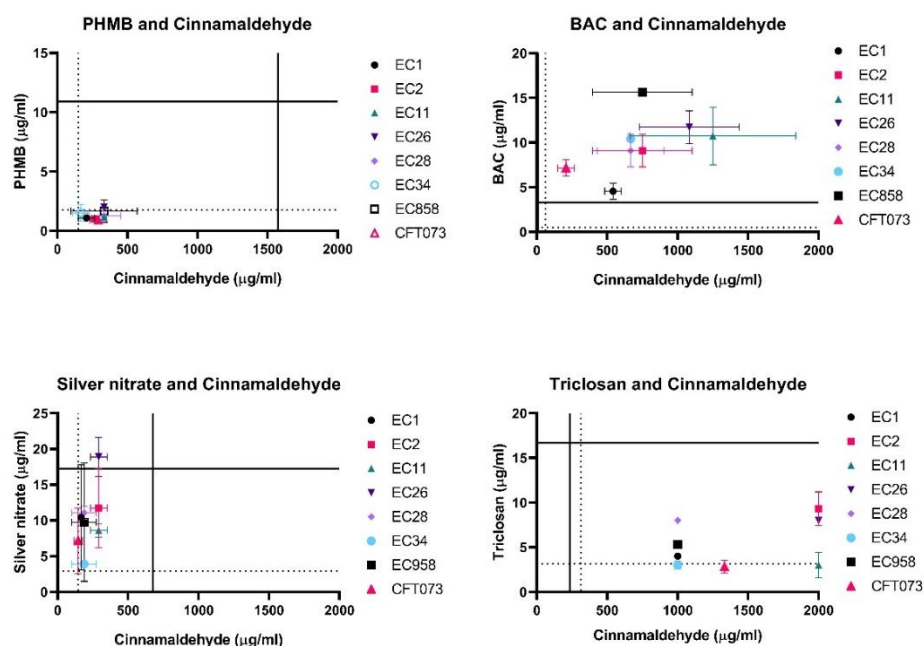 PHMB and Cinnamaldehyde
15
10
5
0
PHMB (µg/ml)
0
500
1000
1500
2000
Cinnamaldehyde (µg/ml)
EC1
EC2
EC11
EC26
EC28
EC34
EC858
CFT073
BAC and Cinnamaldehyde
20
15
10
5
0
BAC (µg/ml)
0
500
1000
1500
2000
Cinnamaldehyde (µg/ml)
EC1
EC2
EC11
EC26
EC28
EC34
EC858
CFT073
Silver nitrate and Cinnamaldehyde
25
20
15
10
5
0
Silver nitrate (µg/ml)
0
500
1000
1500
2000
Cinnamaldehyde (µg/ml)
EC1
EC2
EC11
EC26
EC28
EC34
EC958
CFT073
Triclosan and Cinnamaldehyde
20
15
10
5
0
Triclosan (µg/ml)
0
500
1000
1500
2000
Cinnamaldehyde (µg/ml)
EC1
EC2
EC11
EC26
EC28
EC34
EC958
CFT073